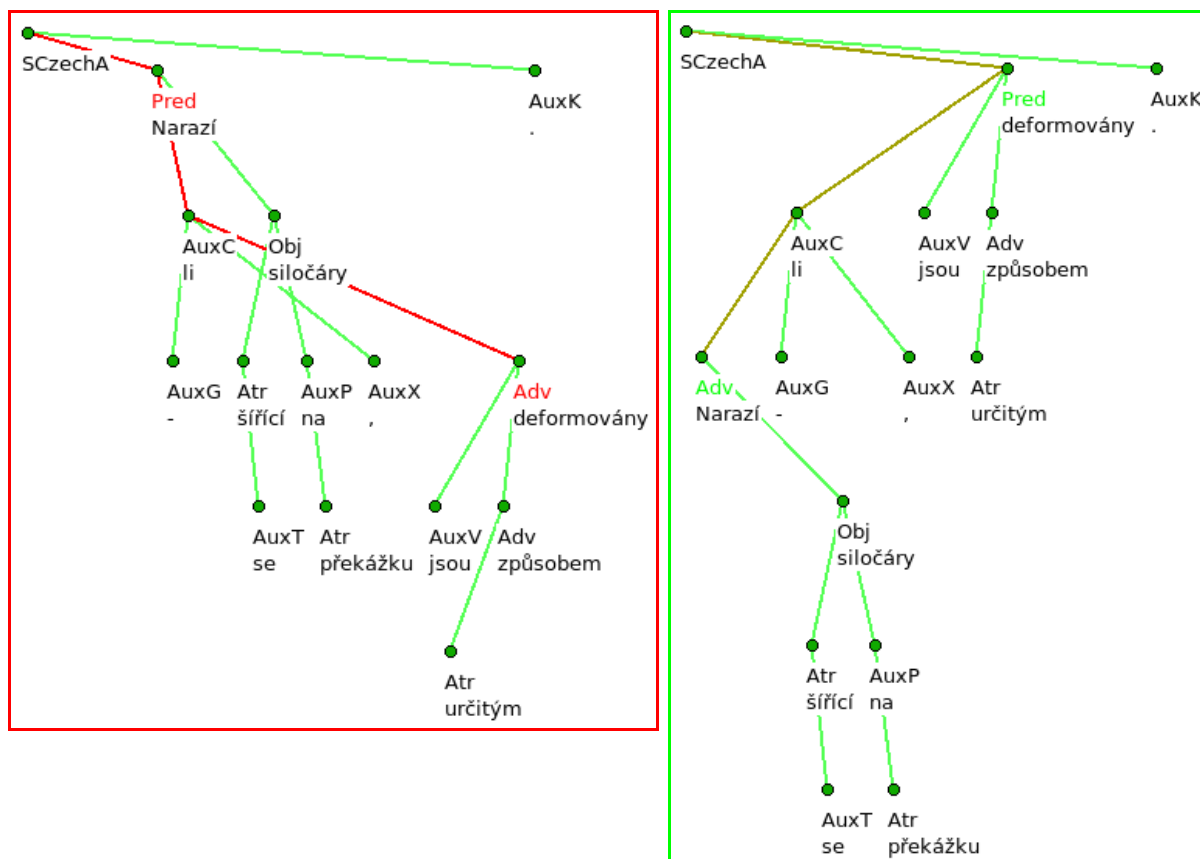 SCzechA
Pred
Narazí
AuxK
.
AuxC
li
Obj
siločáry
AuxG
-
Atr
šířící
AuxP
na
AuxX
,
Adv
deformovány
AuxT
se
Atr
překážku
AuxV
jsou
Adv
způsobem
Atr
určitým
SCzechA
Pred
deformovány
AuxK
.
AuxC
li
AuxV
jsou
Adv
způsobem
Adv
Narazí
AuxG
-
AuxX
,
Atr
určitým
Obj
siločáry
Atr
šířící
AuxP
na
AuxT
se
Atr
překážku